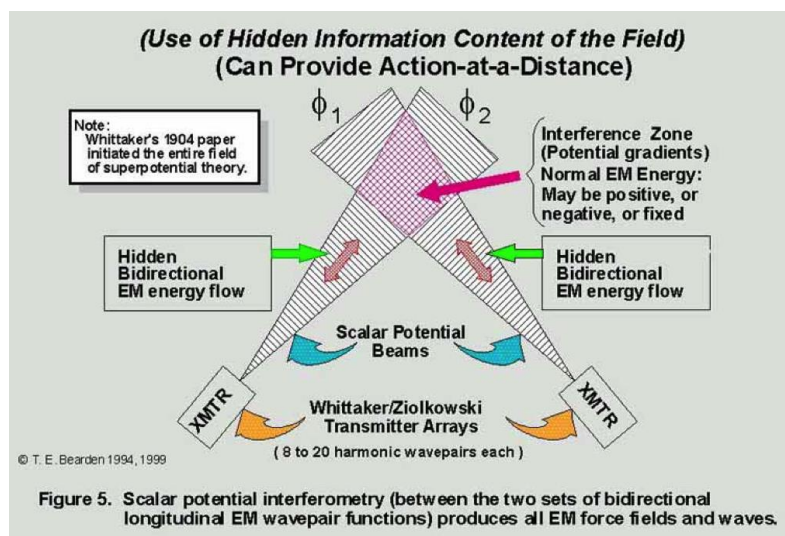 (Use of Hidden Information Content of the Field)
(Can Provide Action-at-a-Distance)
ϕ1
ϕ2
Note:
Whittaker's 1904 paper
initiated the entire field
of superpotential theory.
Interference Zone
(Potential gradients)
Normal EM Energy:
May be positive, or
negative, or fixed
Hidden
Bidirectional
EM energy flow
Hidden
Bidirectional
EM energy flow
Scalar Potential
Beams
XMTR
XMTR
Whittaker/Ziolkowski
Transmitter Arrays
( 8 to 20 harmonic wavepairs each )
© T. E. Bearden 1994, 1999
Figure 5. Scalar potential interferometry (between the two sets of bidirectional
longitudinal EM wavepair functions) produces all EM force fields and waves.